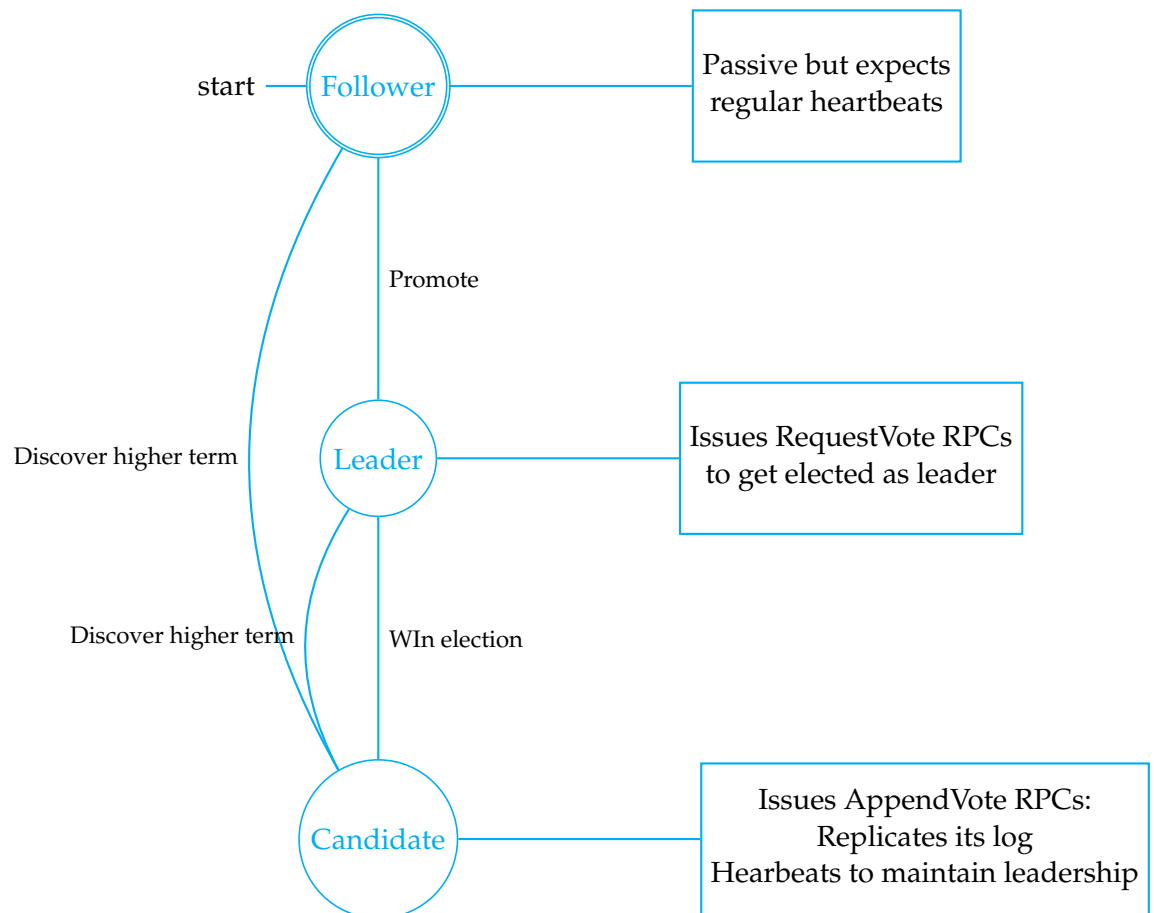 start
Follower
Passive but expects
regular heartbeats
Promote
Discover higher term
Leader
Issues RequestVote RPCs
to get elected as leader
Discover higher term
WIn election
Candidate
Issues AppendVote RPCs:
Replicates its log
Hearbeats to maintain leadership